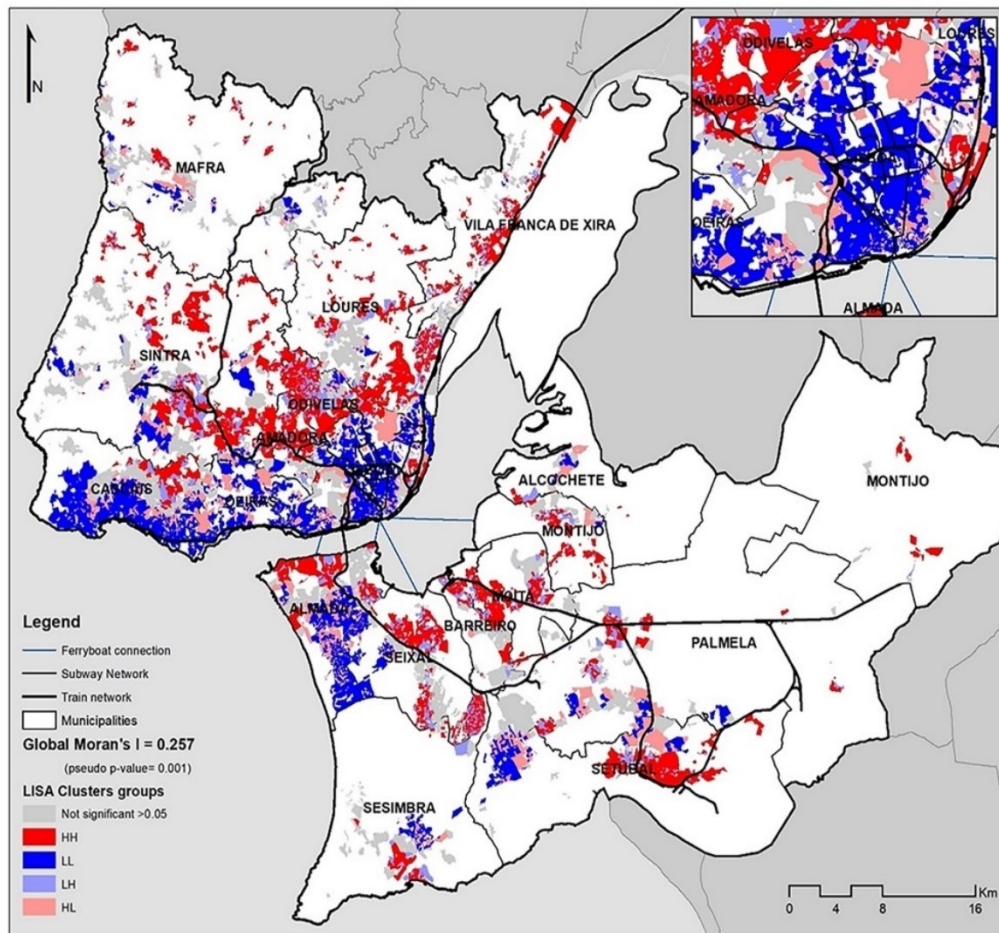 N
MAFRA
VILA FRANCA DE XIRA
LOURES
SINTRA
ODIVELAS
AMADORA
CASCAIS
OEIRAS
ALCOCHETE
MONTIJO
MONTIJO
ALMADA
MOITA
BARREIRO
SEIXAL
PALMELA
SETÚBAL
SESIMBRA
ODIVELAS
LOURES
AMADORA
LISBOA
OEIRAS
ALMADA
Legend
Ferryboat connection
Subway Network
Train network
Municipalities
Global Moran's I = 0.257
(pseudo p-value= 0.001)
LISA Clusters groups
Not significant >0.05
HH
LL
LH
HL
Km
0 4 8 16